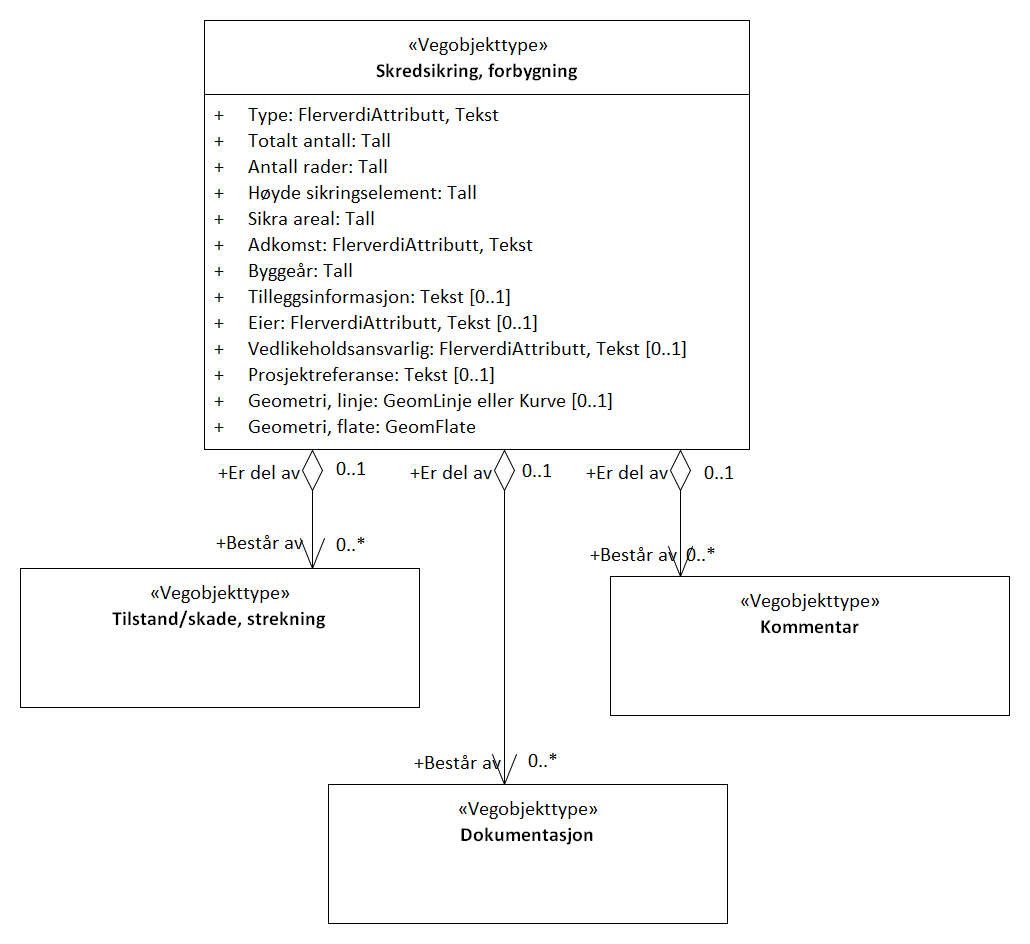 «Vegobjekttype»
Skredsikring, forbygning
+ Type: FlerverdiAttributt, Tekst
+ Totalt antall: Tall
+ Antall rader: Tall
+ Høyde sikringselement: Tall
+ Sikra areal: Tall
+ Adkomst: FlerverdiAttributt, Tekst
+ Byggeår: Tall
+ Tilleggsinformasjon: Tekst [0..1]
+ Eier: FlerverdiAttributt, Tekst [0..1]
+ Vedlikeholdsansvarlig: FlerverdiAttributt, Tekst [0..1]
+ Prosjektreferanse: Tekst [0..1]
+ Geometri, linje: GeomLinje eller Kurve [0..1]
+ Geometri, flate: GeomFlate
+Er del av 0..1
+Er del av 0..1
+Er del av 0..1
+Består av 0..*
+Består av 0..*
«Vegobjekttype»
Tilstand/skade, strekning
«Vegobjekttype»
Kommentar
+Består av 0..*
«Vegobjekttype»
Dokumentasjon